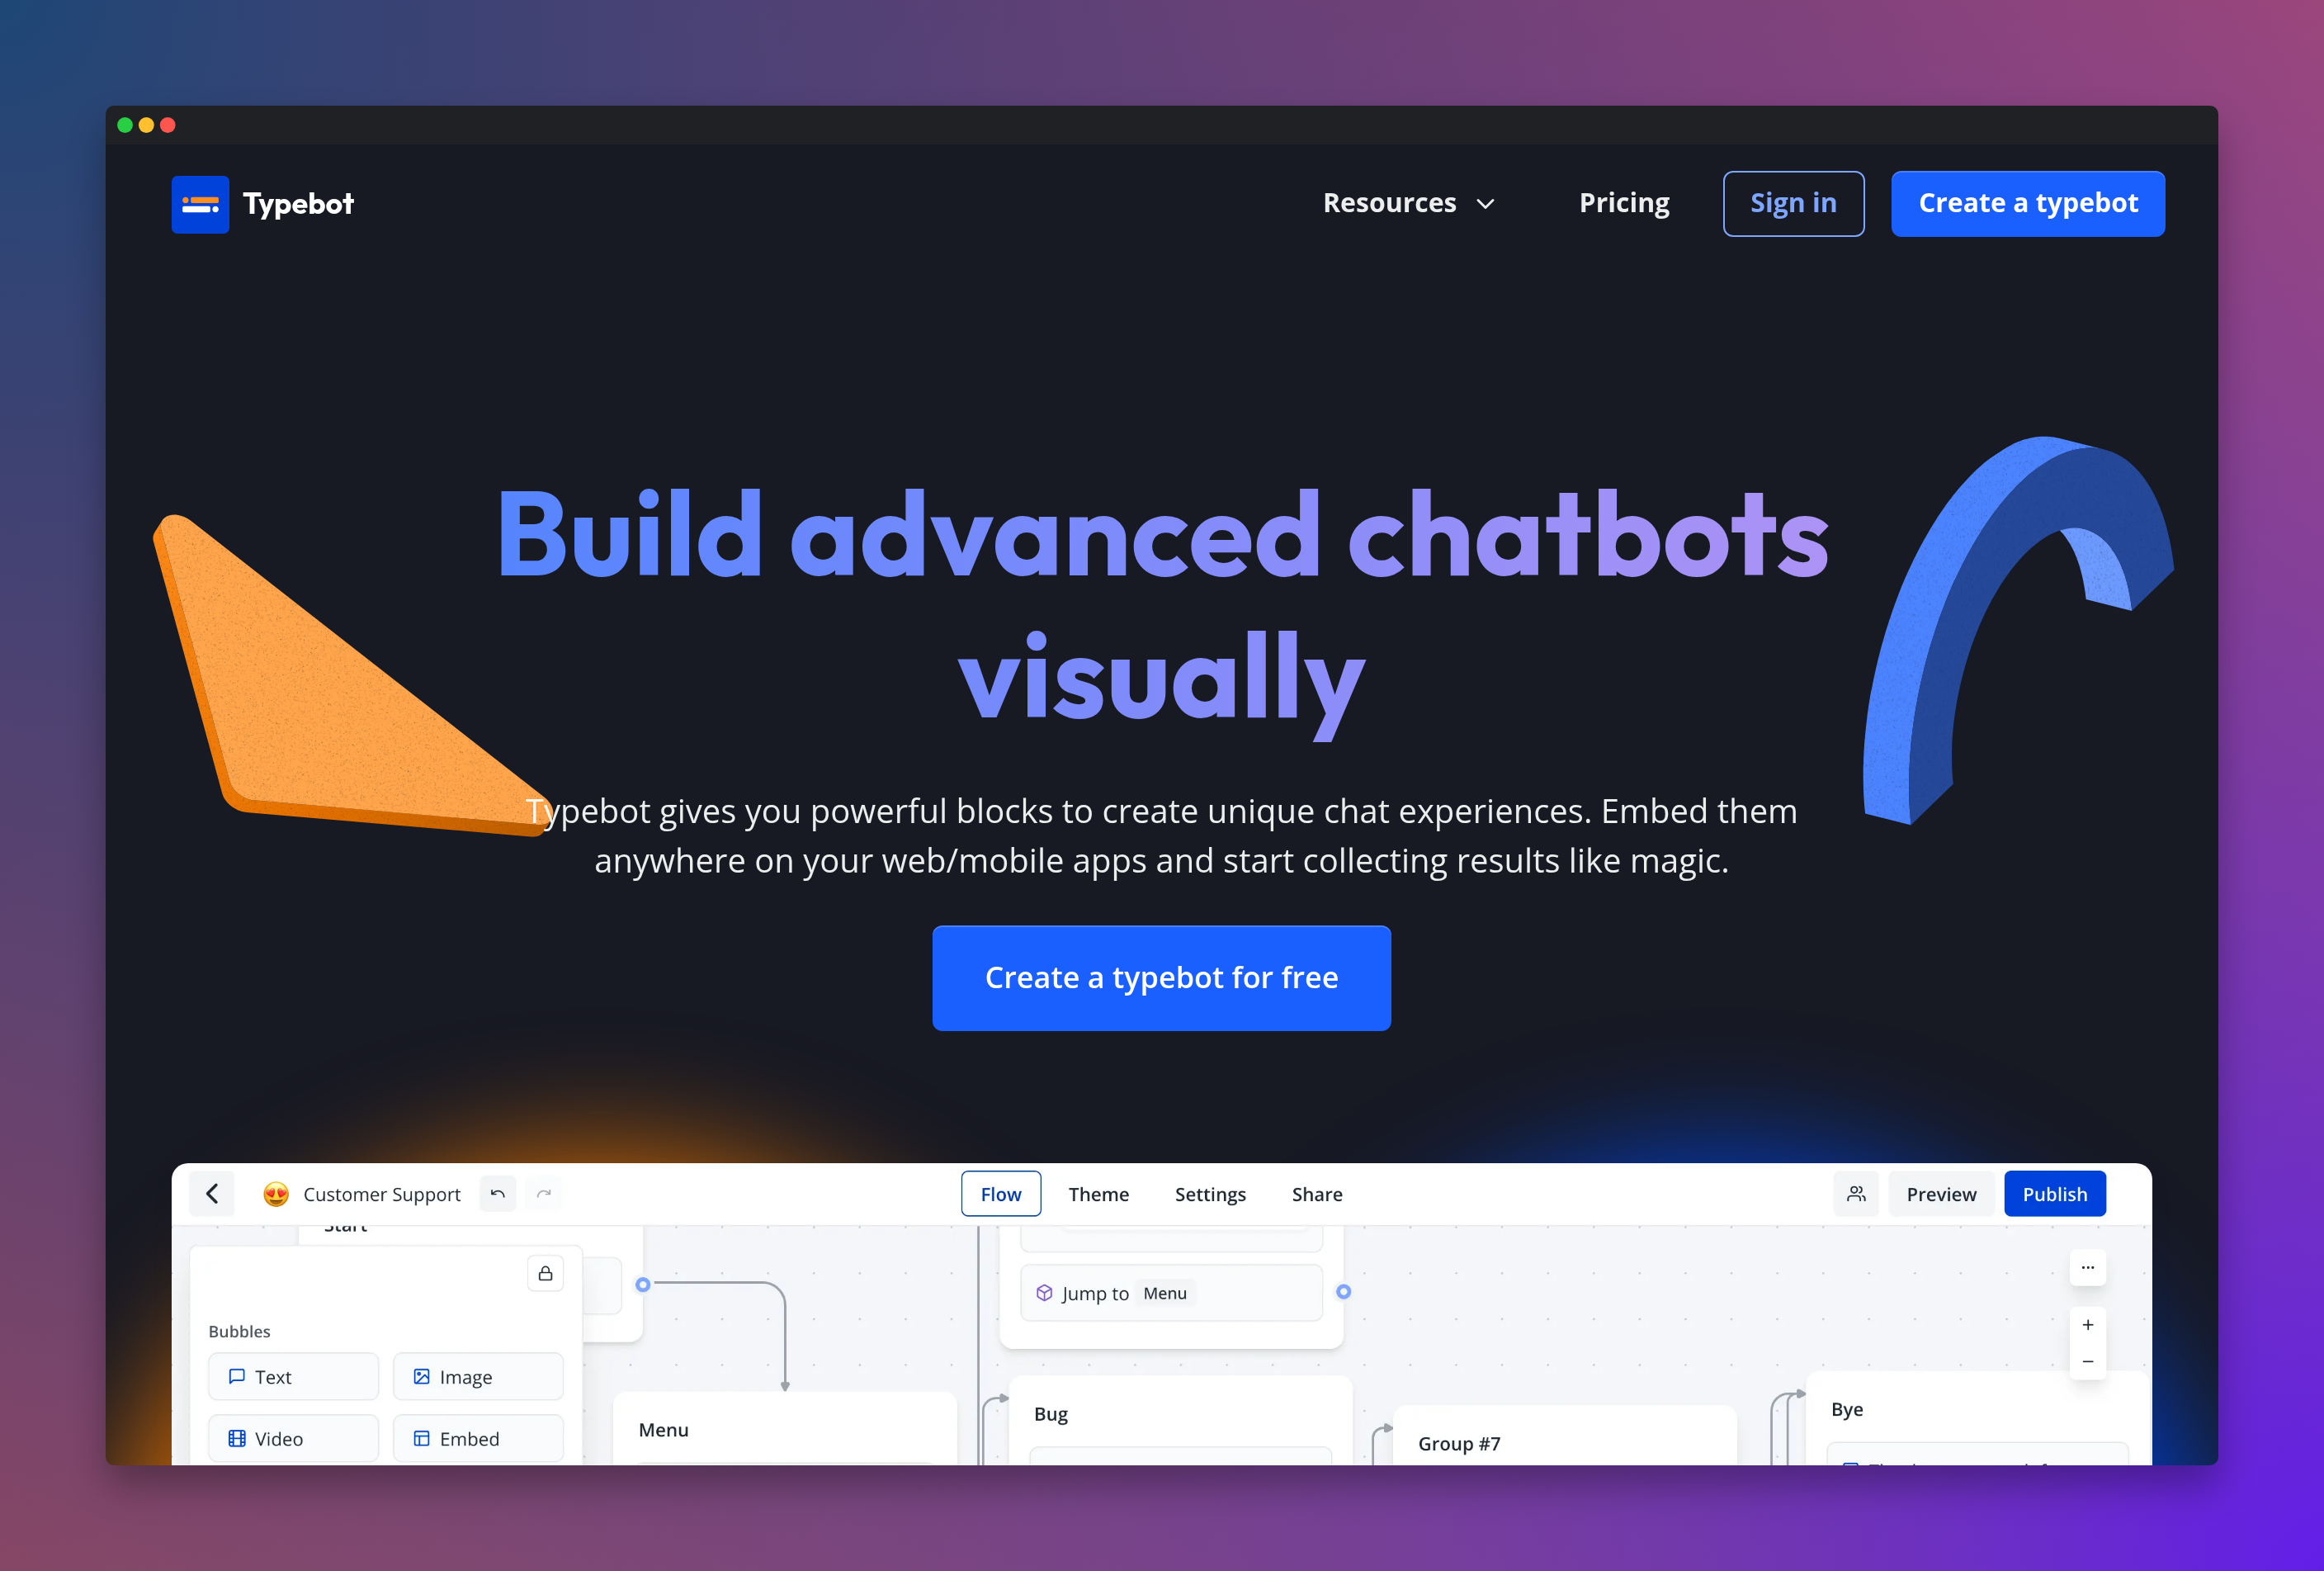 Typebot
Resources
Pricing
Sign in
Create a typebot
Build advanced chatbots
visually
Typebot gives you powerful blocks to create unique chat experiences. Embed them
anywhere on your web/mobile apps and start collecting results like magic.
Create a typebot for free
Customer Support
Flow
Theme
Settings
Share
Preview
Publish
Start
Jump to Menu
Bubbles
Text
Image
Video
Embed
Menu
Bug
Group #7
Bye